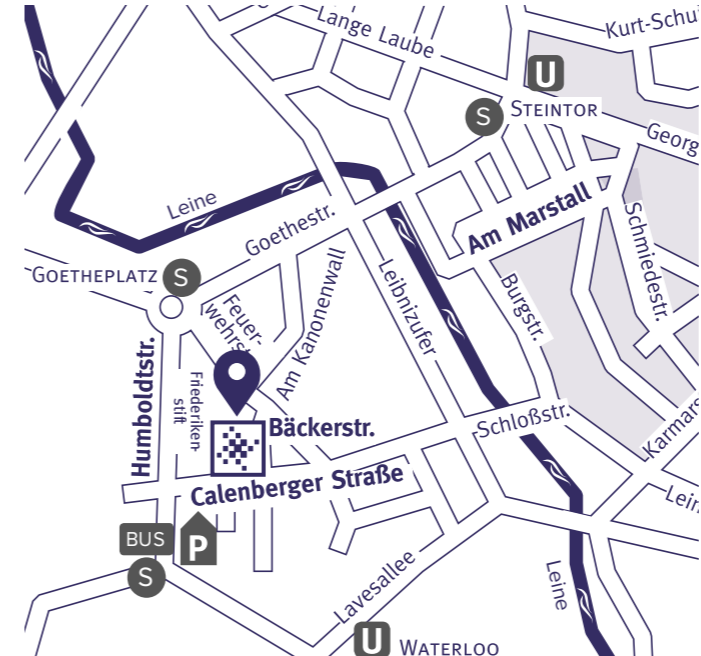 Lange Laube
Kurt-Schu
U
S
STEINTOR
Georg
Leine
Goethestr.
Am Marstall
Schmiedestr.
GOETHEPLATZ
S
Feuer-
wehrstr
Am Kanonenwall
Leibnizufer
Burgstr.
Humboldtstr.
Friederiken-
stift
Bäckerstr.
Schloßstr.
Karmars
Calenberger Straße
Lein
BUS
P
S
Lavesallee
Leine
U
WATERLOO